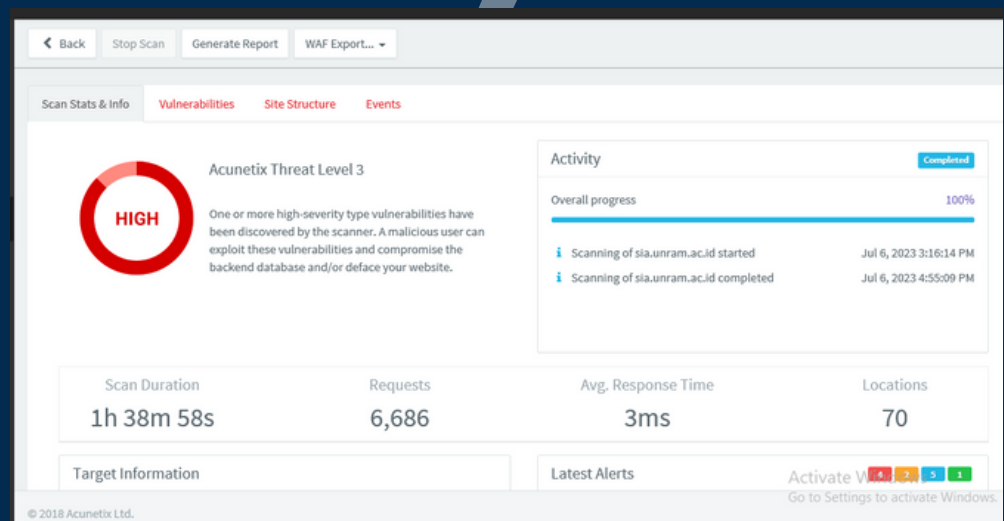 Back Stop Scan Generate Report WAF Export...
Scan Stats & Info Vulnerabilities Site Structure Events
HIGH
Acunetix Threat Level 3
One or more high-severity type vulnerabilities have
been discovered by the scanner. A malicious user can
exploit these vulnerabilities and compromise the
backend database and/or deface your website.
Activity Completed
Overall progress 100%
i Scanning of sia.unram.ac.id started Jul 6, 2023 3:16:14 PM
i Scanning of sia.unram.ac.id completed Jul 6, 2023 4:55:09 PM
Scan Duration Requests Avg. Response Time Locations
1h 38m 58s 6,686 3ms 70
Target Information
Latest Alerts 4 2 5 1
Activate Windows
Go to Settings to activate Windows.
© 2018 Acunetix Ltd.